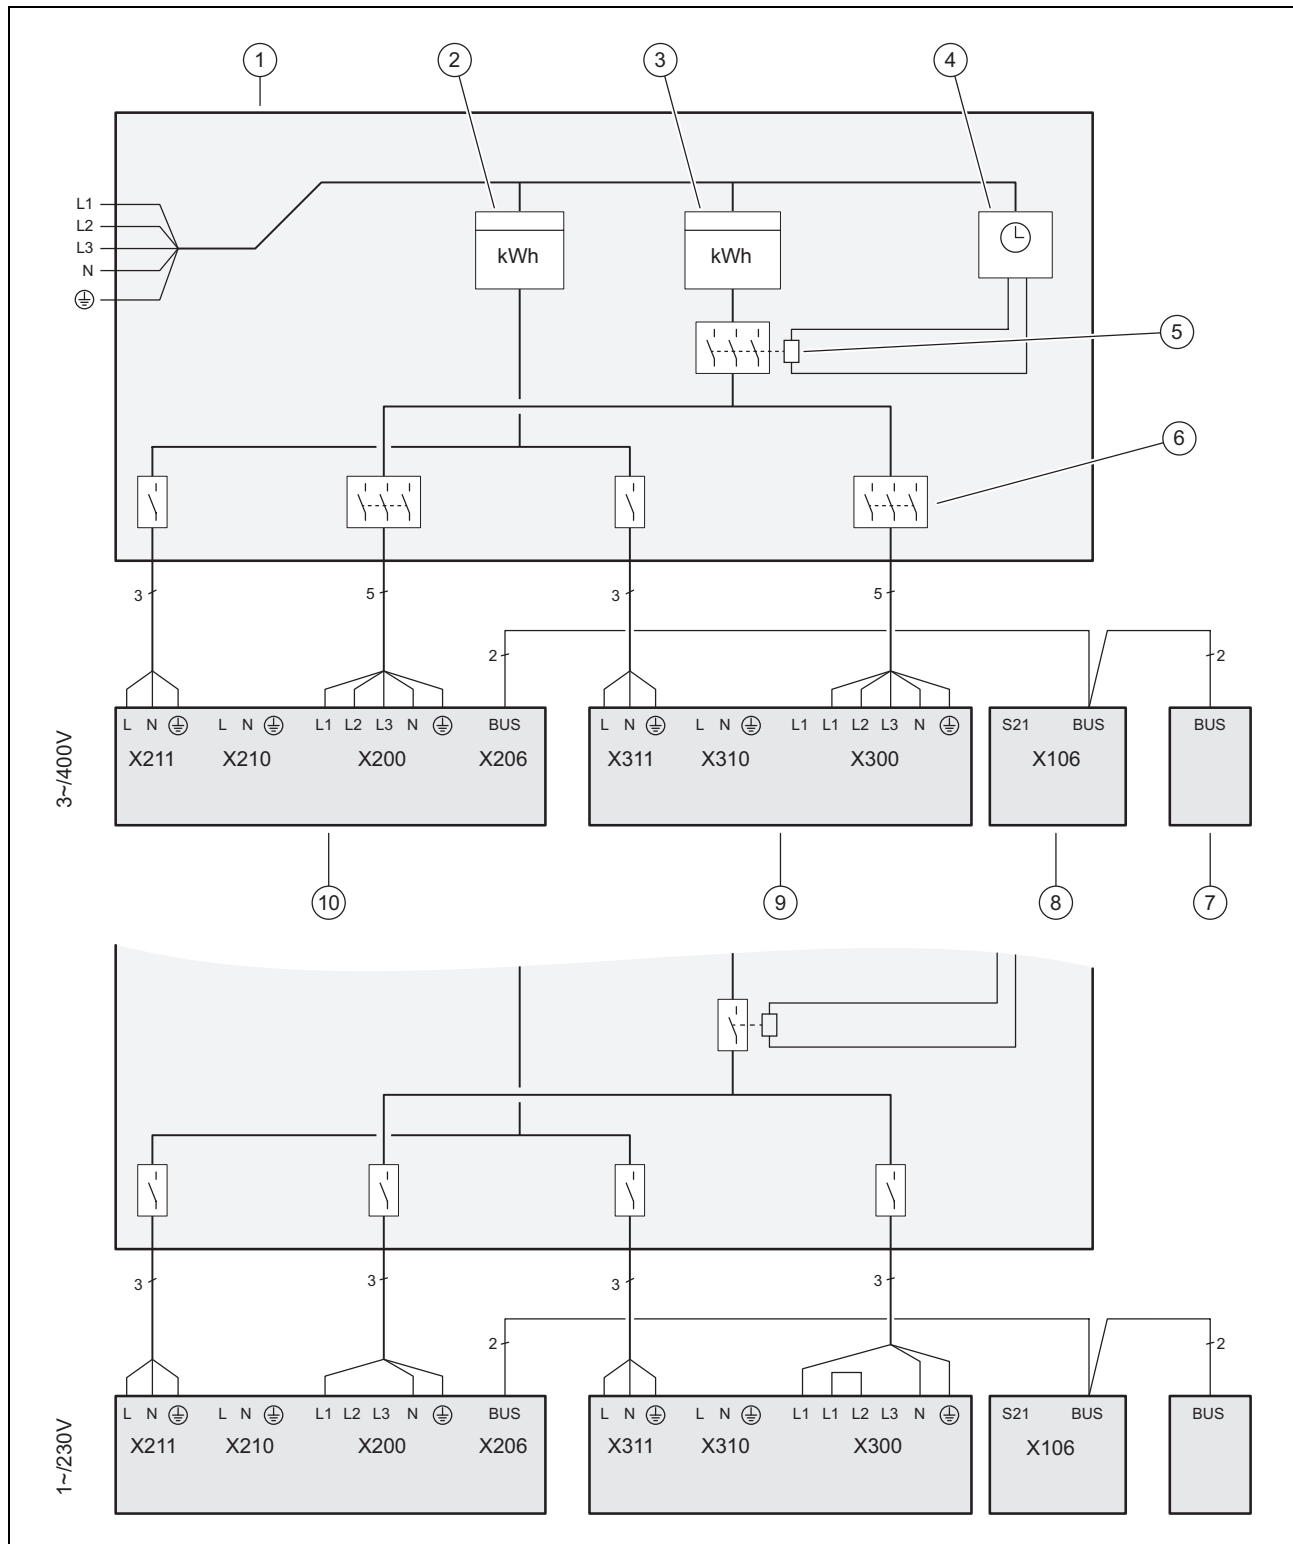 1 2 3 4
L1
L2
L3
N
kWh kWh
5
6
3 5 3 5
2 2
L N L N L1 L2 L3 N BUS L N L N L1 L1 L2 L3 N S21 BUS BUS
X211 X210 X200 X206 X311 X310 X300 X106
3~/400V
10 9 8 7
3 3 3 3
2 2
L N L N L1 L2 L3 N BUS L N L N L1 L1 L2 L3 N S21 BUS BUS
X211 X210 X200 X206 X311 X310 X300 X106
1~/230V